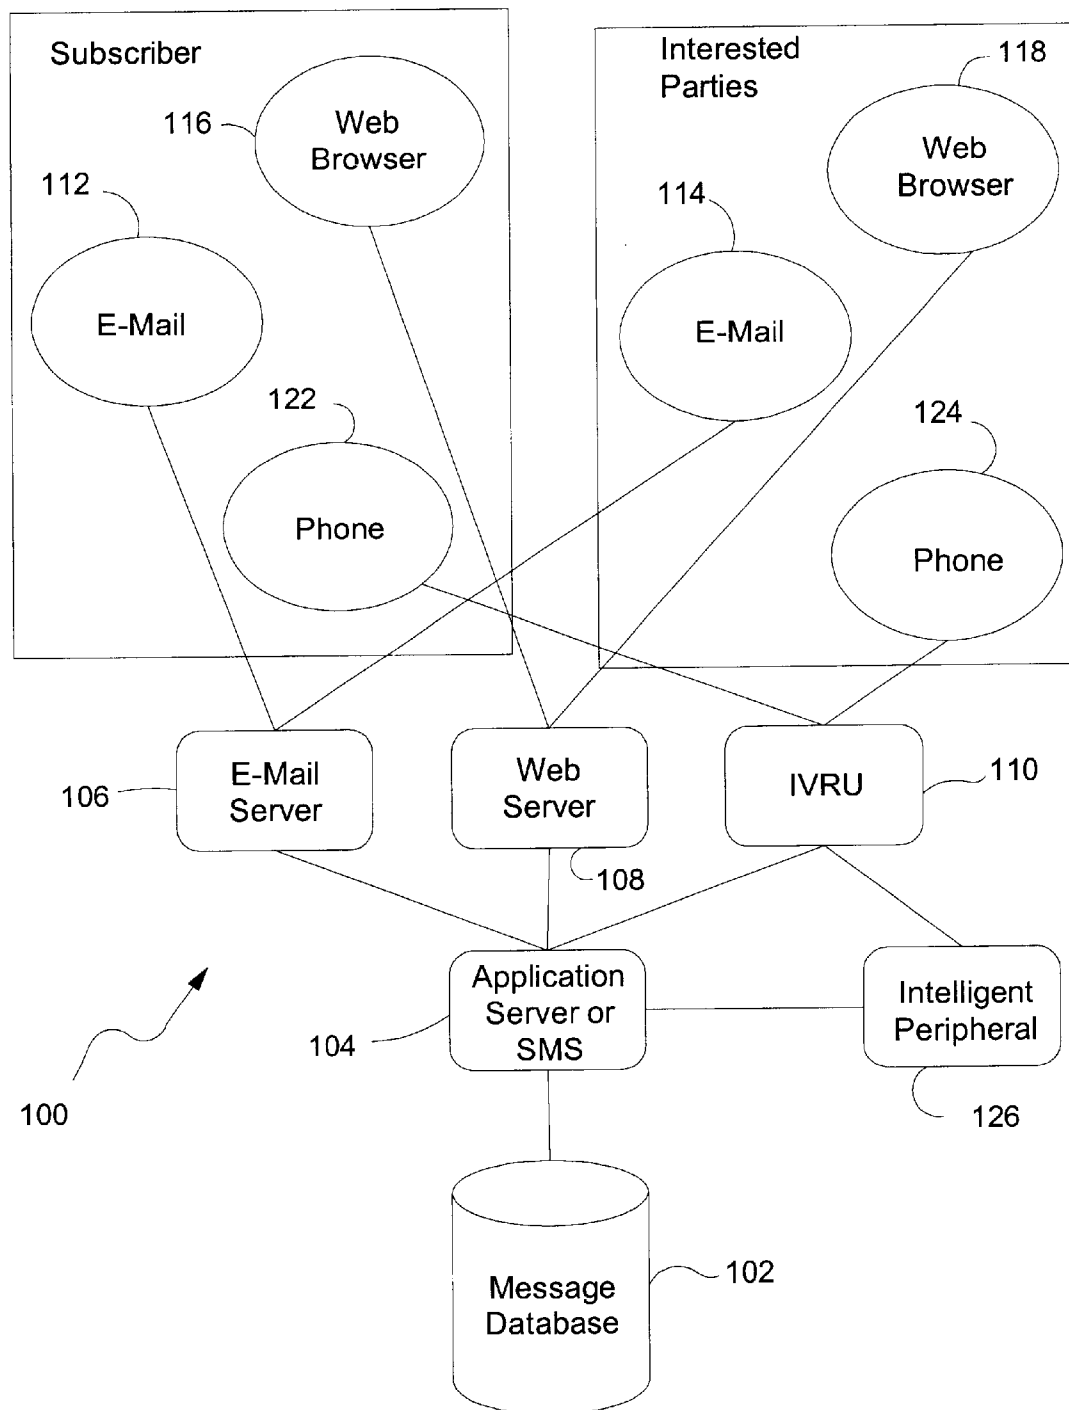 Subscriber
Interested
Parties
118
116
Web
Browser
Web
Browser
112
114
E-Mail
E-Mail
122
124
Phone
Phone
E-Mail
Server
Web
Server
IVRU
110
106
108
Application
Server or
SMS
Intelligent
Peripheral
104
100
126
102
Message
Database